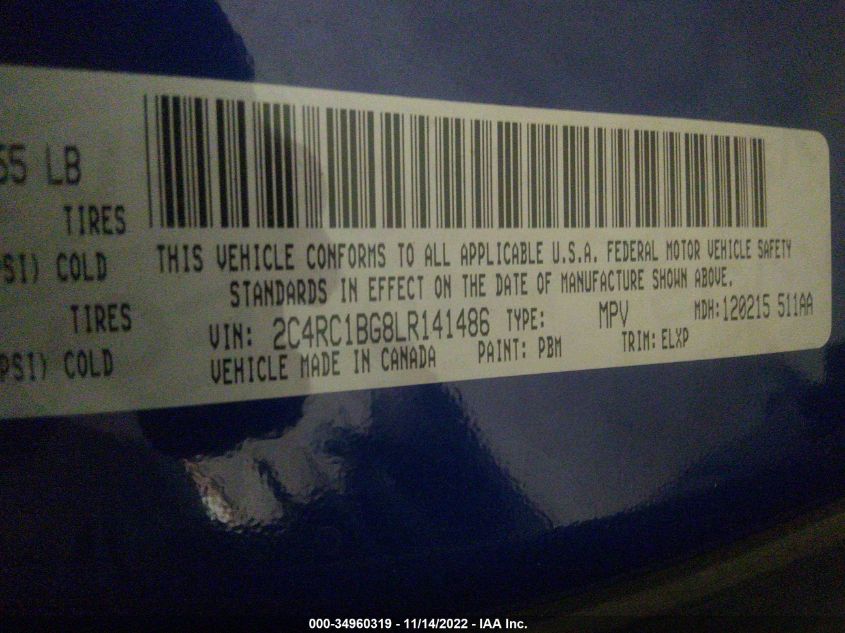 55 LB
TIRES
PSI) COLD
TIRES
PSI) COLD
THIS VEHICLE CONFORMS TO ALL APPLICABLE U.S.A. FEDERAL MOTOR VEHICLE SAFETY
STANDARDS IN EFFECT ON THE DATE OF MANUFACTURE SHOWN ABOVE.
VIN: 2C4RC1BG8LR141486 TYPE: MPV MDH:120215 511AA
VEHICLE MADE IN CANADA PAINT: PBM TRIM: ELXP
000-34960319 - 11/14/2022 - IAA Inc.